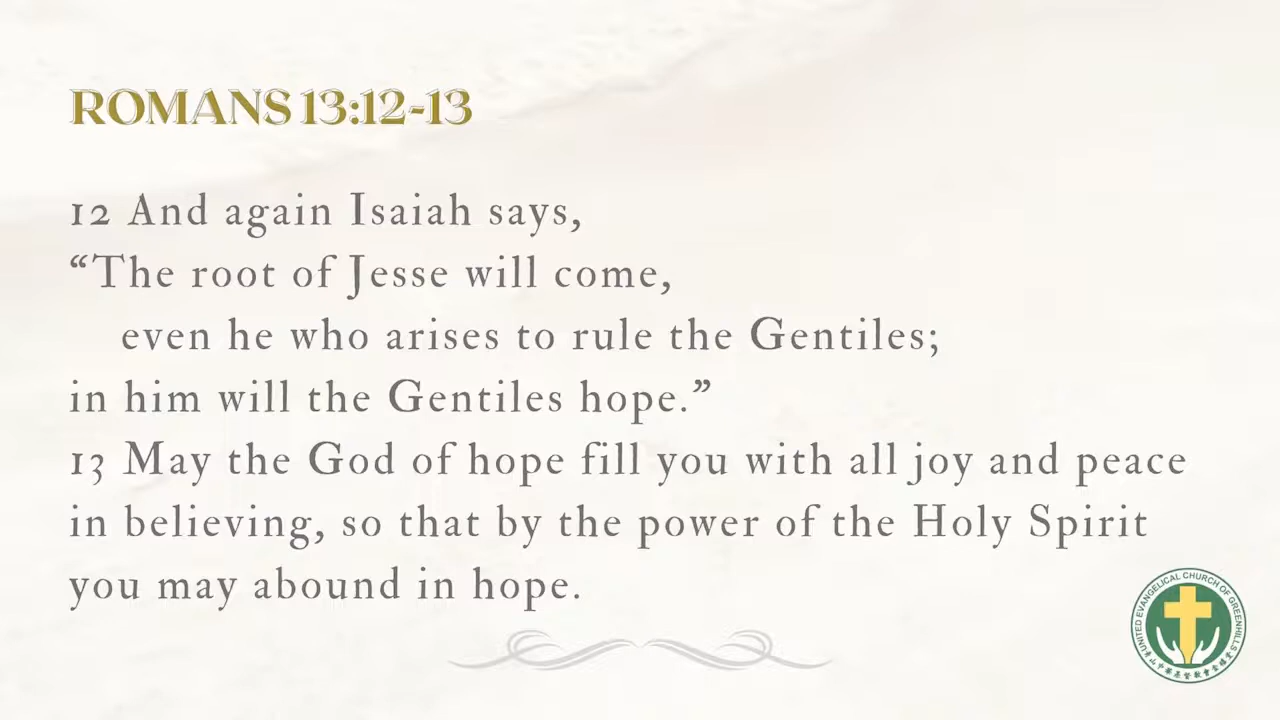 ROMANS 13:12-13
12 And again Isaiah says,
“The root of Jesse will come,
even he who arises to rule the Gentiles;
in him will the Gentiles hope.”
13 May the God of hope fill you with all joy and peace
in believing, so that by the power of the Holy Spirit
you may abound in hope.
UNITED EVANGELICAL CHURCH OF GREENHILLS